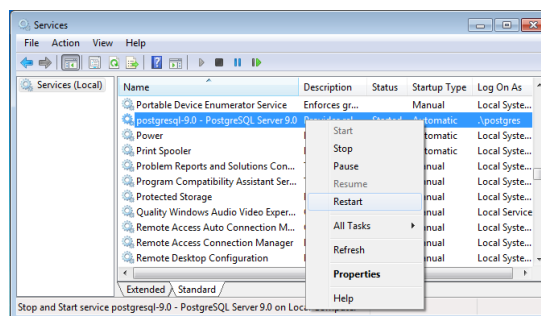 Services
File Action View Help
Services (Local)
Name Description Status Startup Type Log On As
Portable Device Enumerator Service Enforces gr... Manual Local Syste...
postgresql-9.0 - PostgreSQL Server 9.0 Started .\postgres
Power Local Syste...
Print Spooler Local Syste...
Problem Reports and Solutions Con... Local Syste...
Program Compatibility Assistant Ser... Local Syste...
Protected Storage Local Syste...
Quality Windows Audio Video Exper... Local Service
Remote Access Auto Connection M... Local Syste...
Remote Access Connection Manager Local Syste...
Remote Desktop Configuration Local Syste...
Start
Stop
Pause
Resume
Restart
All Tasks
Refresh
Properties
Help
Extended Standard
Stop and Start service postgresql-9.0 - PostgreSQL Server 9.0 on